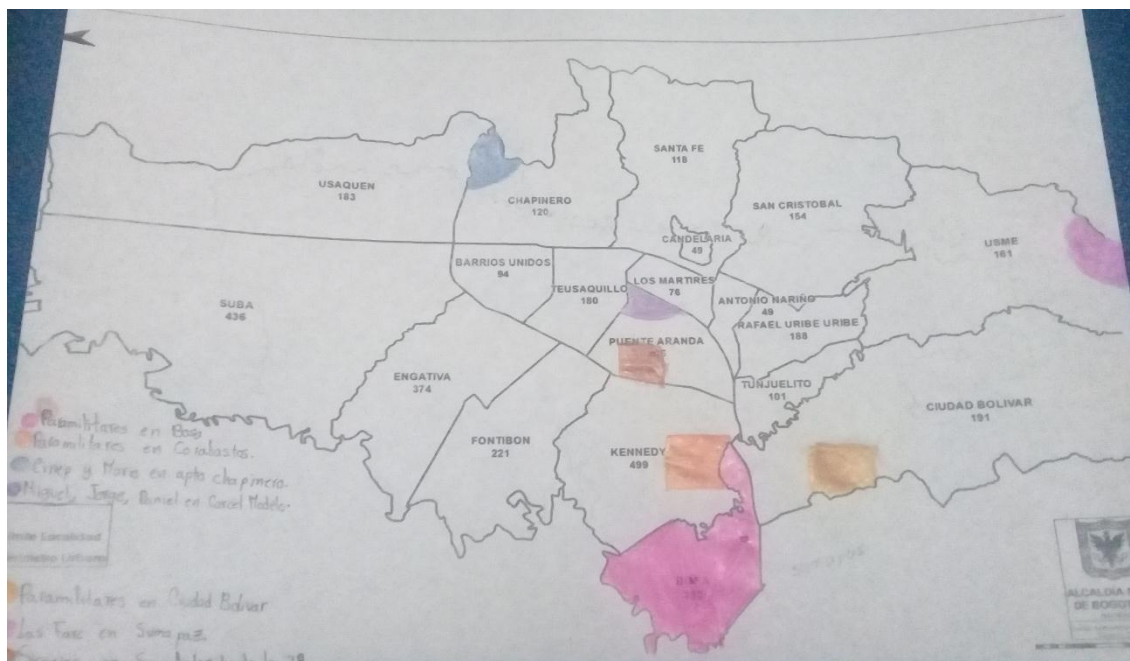 SANTA FE
118
USAQUEN
183
CHAPINERO
120
SAN CRISTOBAL
154
CANDELARIA
49
USME
161
BARRIOS UNIDOS
94
TEUSAQUILLO
180
LOS MARTIRES
76
ANTONIO NARIÑO
49
RAFAEL URIBE URIBE
188
SUBA
436
PUENTE ARANDA
ENGATIVA
374
TUNJUELITO
101
CIUDAD BOLIVAR
191
FONTIBON
221
KENNEDY
499
Paramilitares en Bosa
Paramilitares en Corabastos.
Cinep y Mario en apto chapinero.
Miguel, Jorge, Daniel en Carcel Modelo.
Localidad
Paramilitares en Ciudad Bolivar
Las Farc en Sumapaz.
ALCALDIA
DE BOGOT